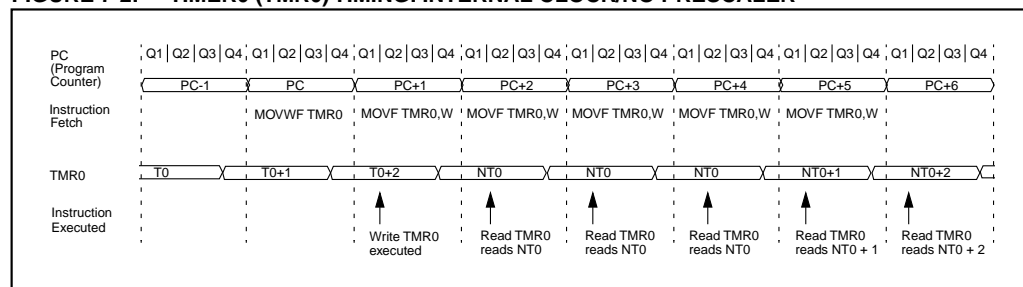 FIGURE 7-2: TIMER0 (TMR0) TIMING: INTERNAL CLOCK/NO PRESCALER
PC
(Program
Counter)
Q1 Q2 Q3 Q4 Q1 Q2 Q3 Q4 Q1 Q2 Q3 Q4 Q1 Q2 Q3 Q4 Q1 Q2 Q3 Q4 Q1 Q2 Q3 Q4 Q1 Q2 Q3 Q4 Q1 Q2 Q3 Q4
PC-1 PC PC+1 PC+2 PC+3 PC+4 PC+5 PC+6
Instruction
Fetch
MOVWF TMR0 MOVF TMR0,W MOVF TMR0,W MOVF TMR0,W MOVF TMR0,W MOVF TMR0,W
TMR0
T0 T0+1 T0+2 NT0 NT0 NT0 NT0+1 NT0+2
Instruction
Executed
Write TMR0
executed
Read TMR0
reads NT0
Read TMR0
reads NT0
Read TMR0
reads NT0
Read TMR0
reads NT0 + 1
Read TMR0
reads NT0 + 2